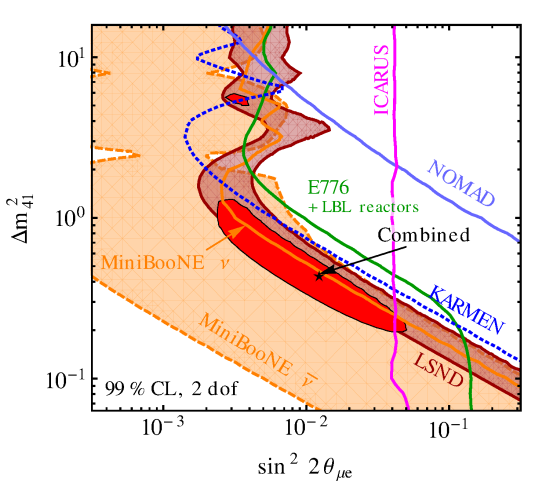 10¹
10⁰
10⁻¹
Δm²₄₁
ICARUS
NOMAD
E776
+ LBL reactors
Combined
MiniBooNE ν
KARMEN
MiniBooNE ν̅
LSND
99 % CL, 2 dof
10⁻³
10⁻²
10⁻¹
sin² 2θμe